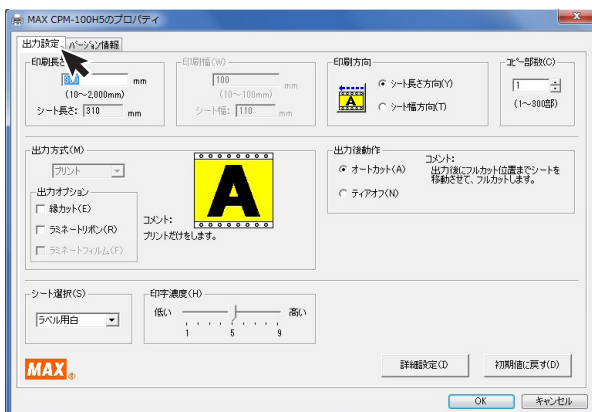 MAX CPM-100H5のプロパティ
出力設定 バージョン情報
印刷長さ
mm
(10～2,000mm)
シート長さ: 310 mm
印刷幅(W)
100 mm
(10～100mm)
シート幅: 110 mm
印刷方向
シート長さ方向(Y)
シート幅方向(T)
コピー部数(C)
1
(1～300部)
出力方式(M)
プリント
出力オプション
縁カット(E)
ラミネートリボン(R)
ラミネートフィルム(F)
A
コメント:
プリントだけをします。
出力後動作
オートカット(A)
ティアオフ(N)
コメント:
出力後にフルカット位置までシートを
移動させて、フルカットします。
シート選択(S)
ラベル用白
印字濃度(H)
低い 高い
1 5 9
MAX
詳細設定(I) 初期値に戻す(D)
OK キャンセル